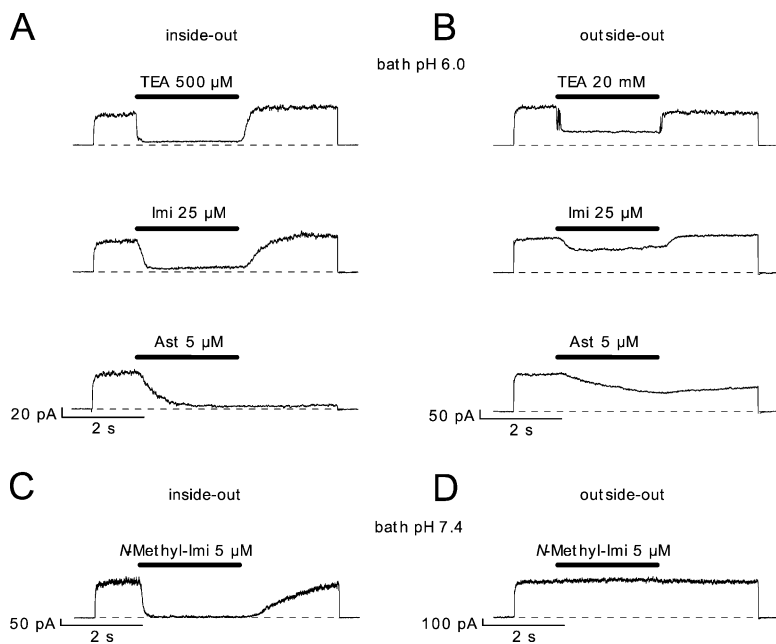 A
inside-out
B
outside-out
bath pH 6.0
TEA 500 µM
TEA 20 mM
Imi 25 µM
Imi 25 µM
Ast 5 µM
Ast 5 µM
20 pA
2 s
50 pA
2 s
C
inside-out
D
outside-out
bath pH 7.4
N-Methyl-Imi 5 µM
N-Methyl-Imi 5 µM
50 pA
2 s
100 pA
2 s